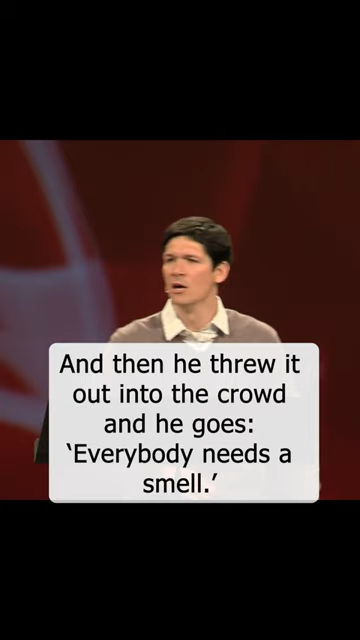 And then he threw it
out into the crowd
and he goes:
‘Everybody needs a
smell.’